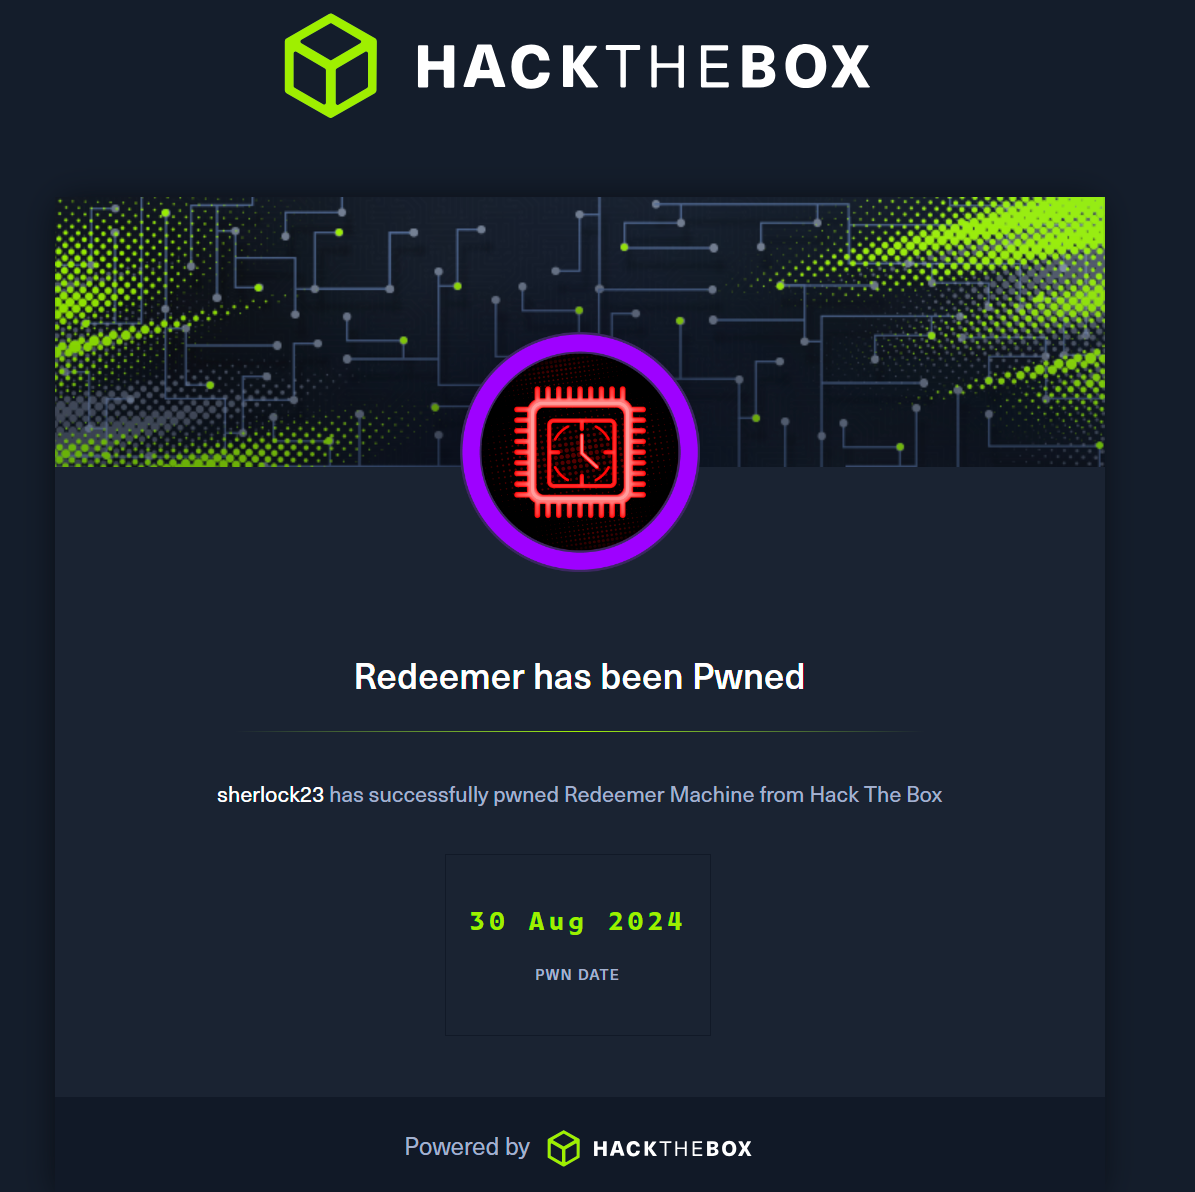 HACKTHEBOX
Redeemer has been Pwned
sherlock23 has successfully pwned Redeemer Machine from Hack The Box
30 Aug 2024
PWN DATE
Powered by HACKTHEBOX